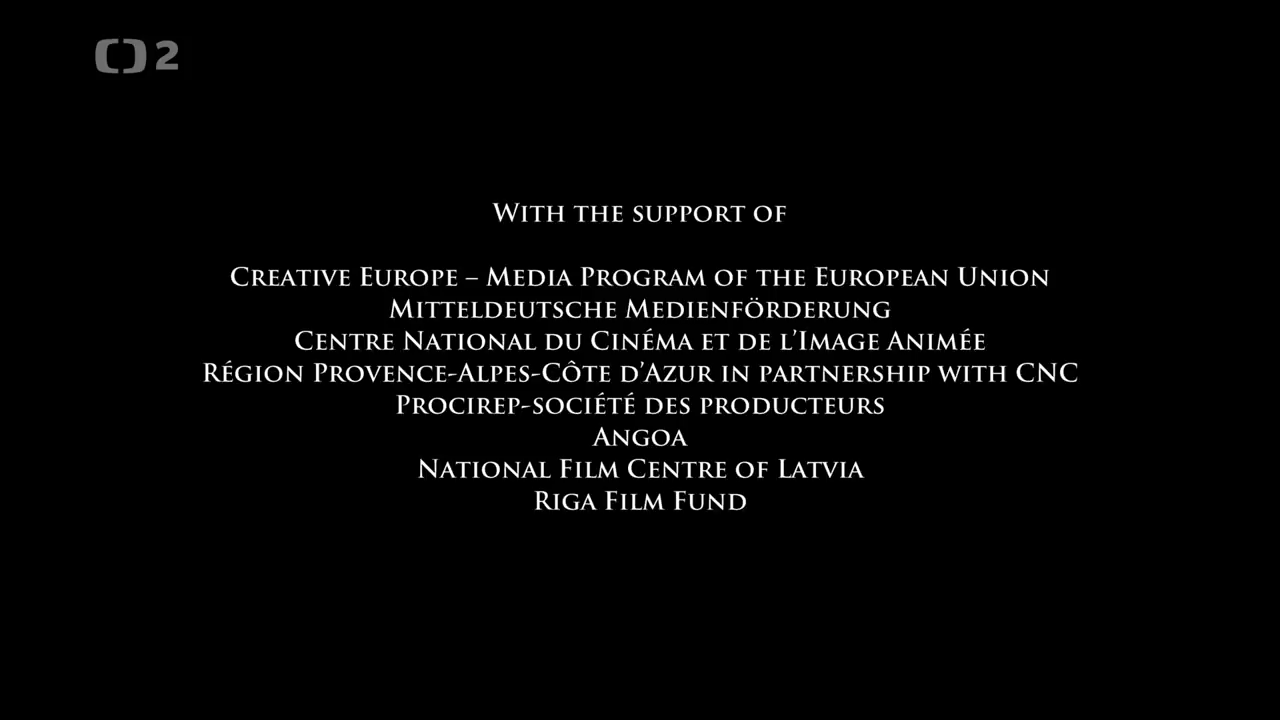 2
With the support of
Creative Europe – Media Program of the European Union
Mitteldeutsche Medienförderung
Centre National du Cinéma et de l’Image Animée
Région Provence-Alpes-Côte d’Azur in partnership with CNC
Procirep-société des producteurs
Angoa
National Film Centre of Latvia
Riga Film Fund